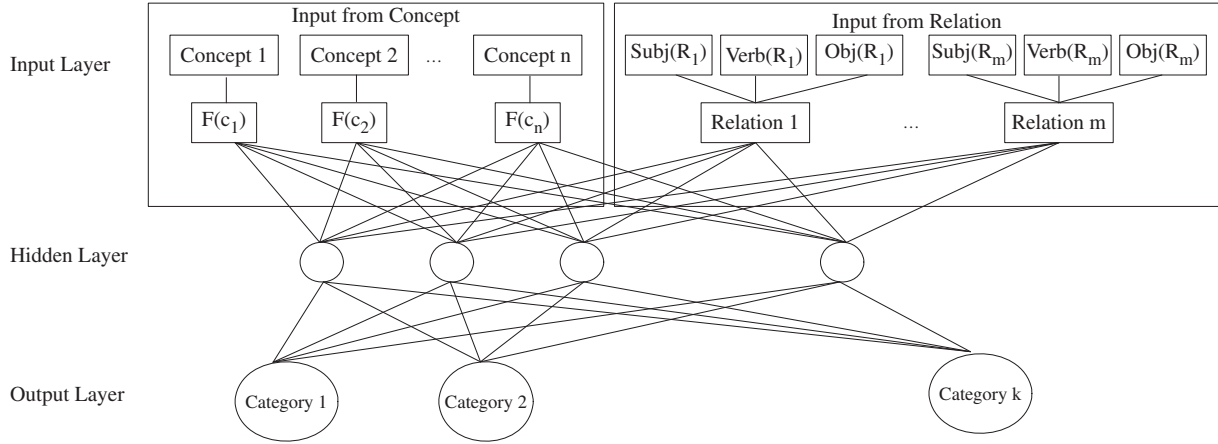 Input from Concept
Input from Relation
Input Layer
Concept 1
Concept 2
...
Concept n
Subj(R1)
Verb(R1)
Obj(R1)
Subj(Rm)
Verb(Rm)
Obj(Rm)
F(c1)
F(c2)
F(cn)
Relation 1
...
Relation m
Hidden Layer
Output Layer
Category 1
Category 2
Category k